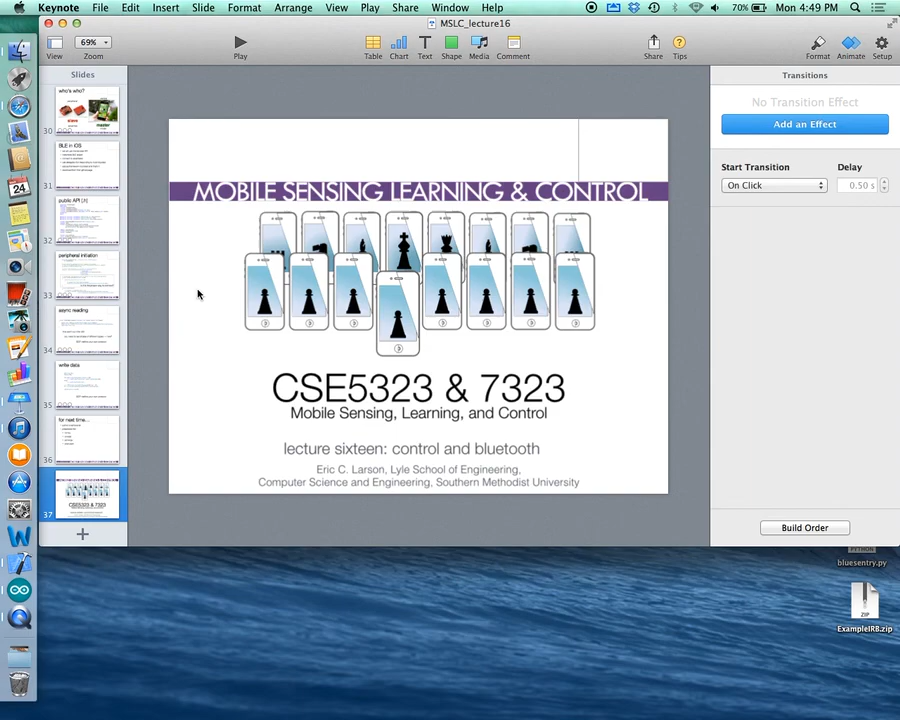 Keynote File Edit Insert Slide Format Arrange View Play Share Window Help 70% Mon 4:49 PM
MSLC_lecture16
69%
View Zoom Play Table Chart Text Shape Media Comment Share Tips Format Animate Setup
Slides
Transitions
who's who?
slave
master
30
BLE in iOS
31
public API
32
peripheral initiation
33
async reading
34
write data
35
for next time...
36
37
MOBILE SENSING LEARNING & CONTROL
CSE5323 & 7323
Mobile Sensing, Learning, and Control
lecture sixteen: control and bluetooth
Eric C. Larson, Lyle School of Engineering,
Computer Science and Engineering, Southern Methodist University
No Transition Effect
Add an Effect
Start Transition Delay
On Click 0.50 s
Build Order
24
PYTHON
bluesentry.py
ZIP
ExampleIRB.zip